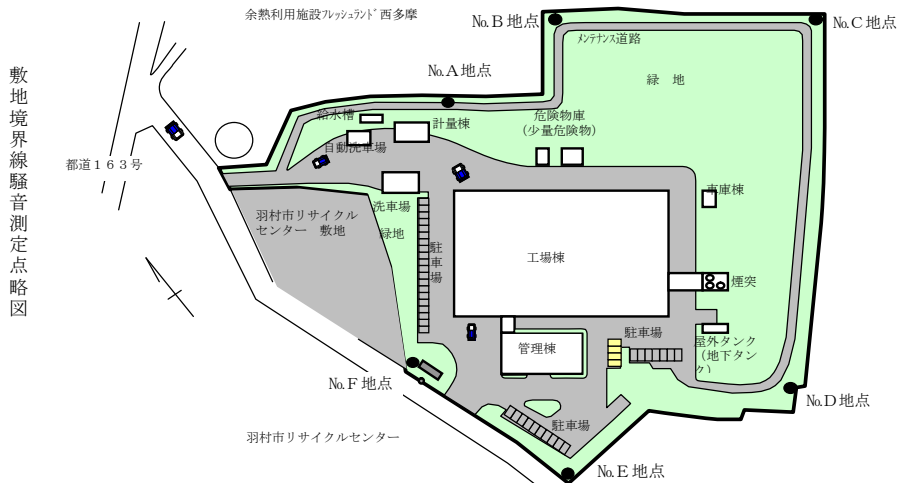 敷地境界線騒音測定点略図
余熱利用施設フレッシュランド西多摩
No.B 地点
No.C 地点
メンテナンス道路
No.A 地点
緑　地
給水槽
計量棟
危険物庫
（少量危険物）
自動洗車場
都道１６３号
車庫棟
洗車場
羽村市リサイクル
センター　敷地
緑地
駐車場
工場棟
煙突
駐車場
屋外タンク
（地下タン
ク）
管理棟
No.F 地点
No.D 地点
駐車場
羽村市リサイクルセンター
No.E 地点